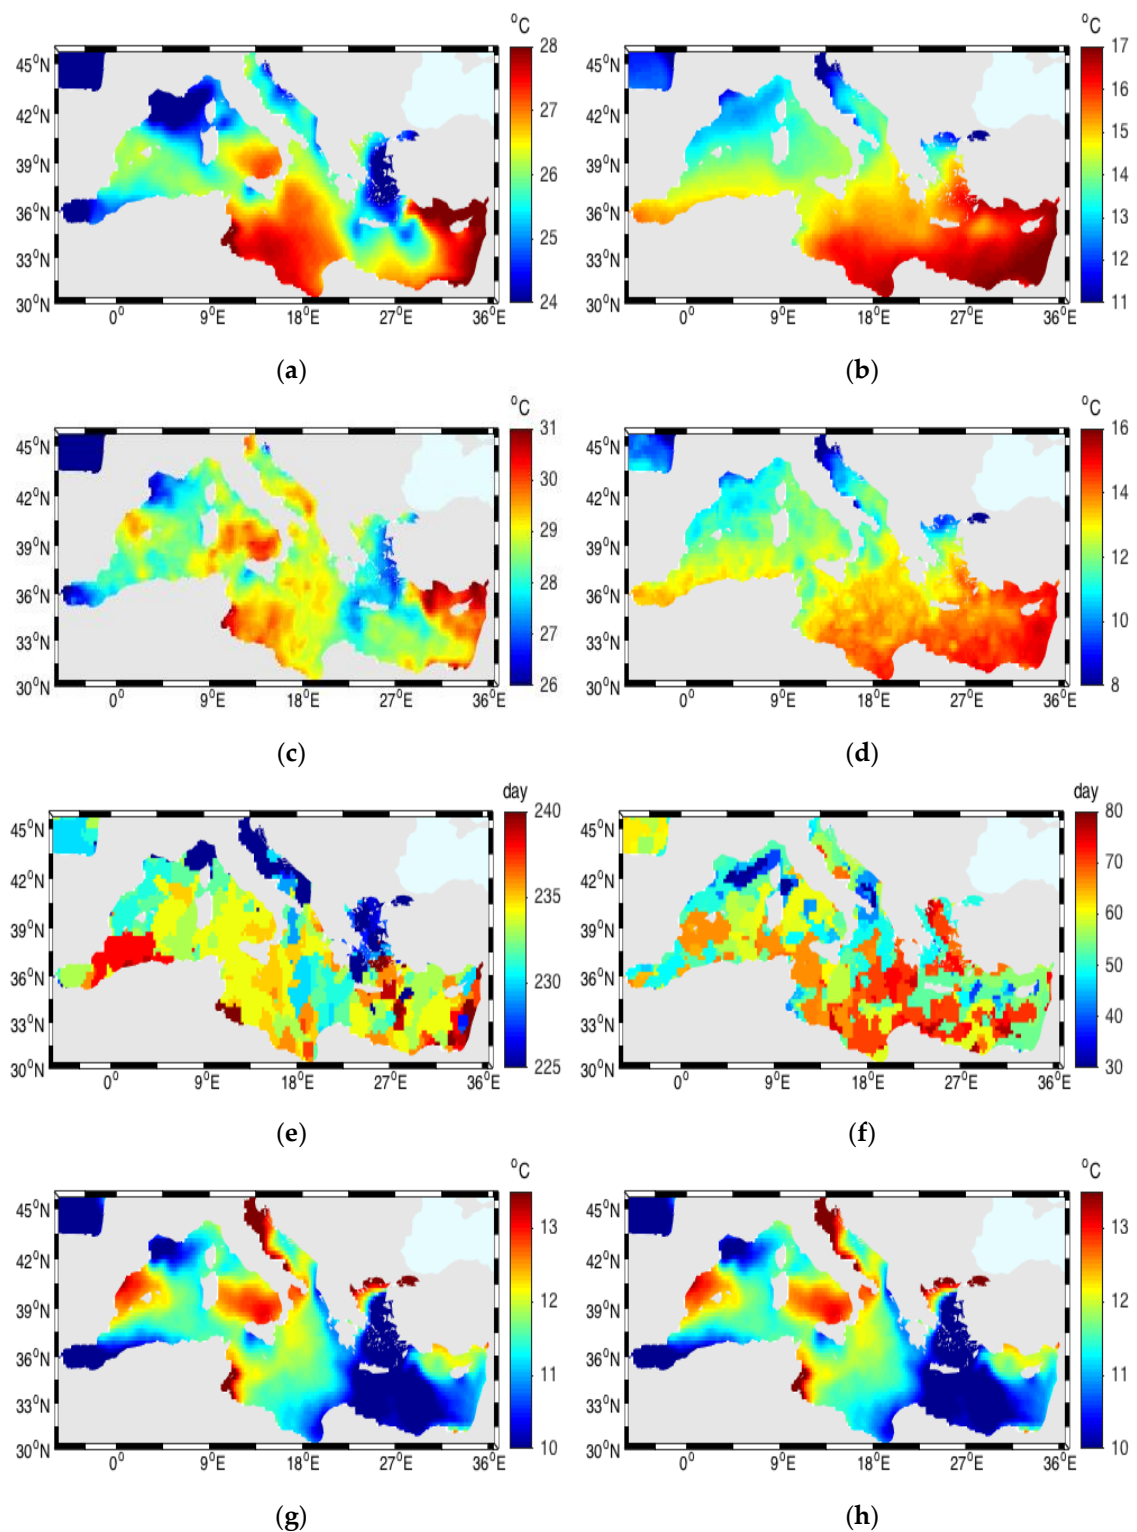 °C °C
45°N 28 45°N 17
42°N 27 42°N 16
39°N 26 39°N 15
36°N 25 36°N 14
33°N 24 33°N 13
30°N 30°N 12
11
0° 9°E 18°E 27°E 36°E 0° 9°E 18°E 27°E 36°E
(a) (b)
°C °C
45°N 31 45°N 16
42°N 30 42°N 14
39°N 29 39°N 12
36°N 28 36°N 10
33°N 26 33°N 8
30°N 26 30°N
0° 9°E 18°E 27°E 36°E 0° 9°E 18°E 27°E 36°E
(c) (d)
day day
45°N 240 45°N 80
42°N 235 42°N 70
39°N 230 39°N 60
36°N 225 36°N 50
33°N 33°N 40
30°N 30°N 30
0° 9°E 18°E 27°E 36°E 0° 9°E 18°E 27°E 36°E
(e) (f)
°C °C
45°N 13 45°N 13
42°N 12 42°N 12
39°N 11 39°N 11
36°N 10 36°N 10
33°N 33°N
30°N 30°N
0° 9°E 18°E 27°E 36°E 0° 9°E 18°E 27°E 36°E
(g) (h)